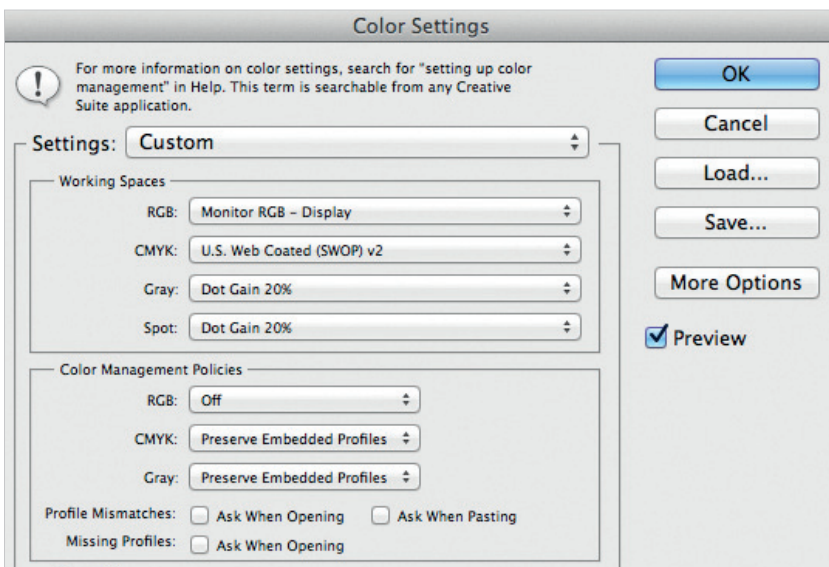 Color Settings
For more information on color settings, search for “setting up color
management” in Help. This term is searchable from any Creative
Suite application.
Settings: Custom
Working Spaces
RGB: Monitor RGB – Display
CMYK: U.S. Web Coated (SWOP) v2
Gray: Dot Gain 20%
Spot: Dot Gain 20%
Color Management Policies
RGB: Off
CMYK: Preserve Embedded Profiles
Gray: Preserve Embedded Profiles
Profile Mismatches: Ask When Opening Ask When Pasting
Missing Profiles: Ask When Opening
OK
Cancel
Load...
Save...
More Options
Preview